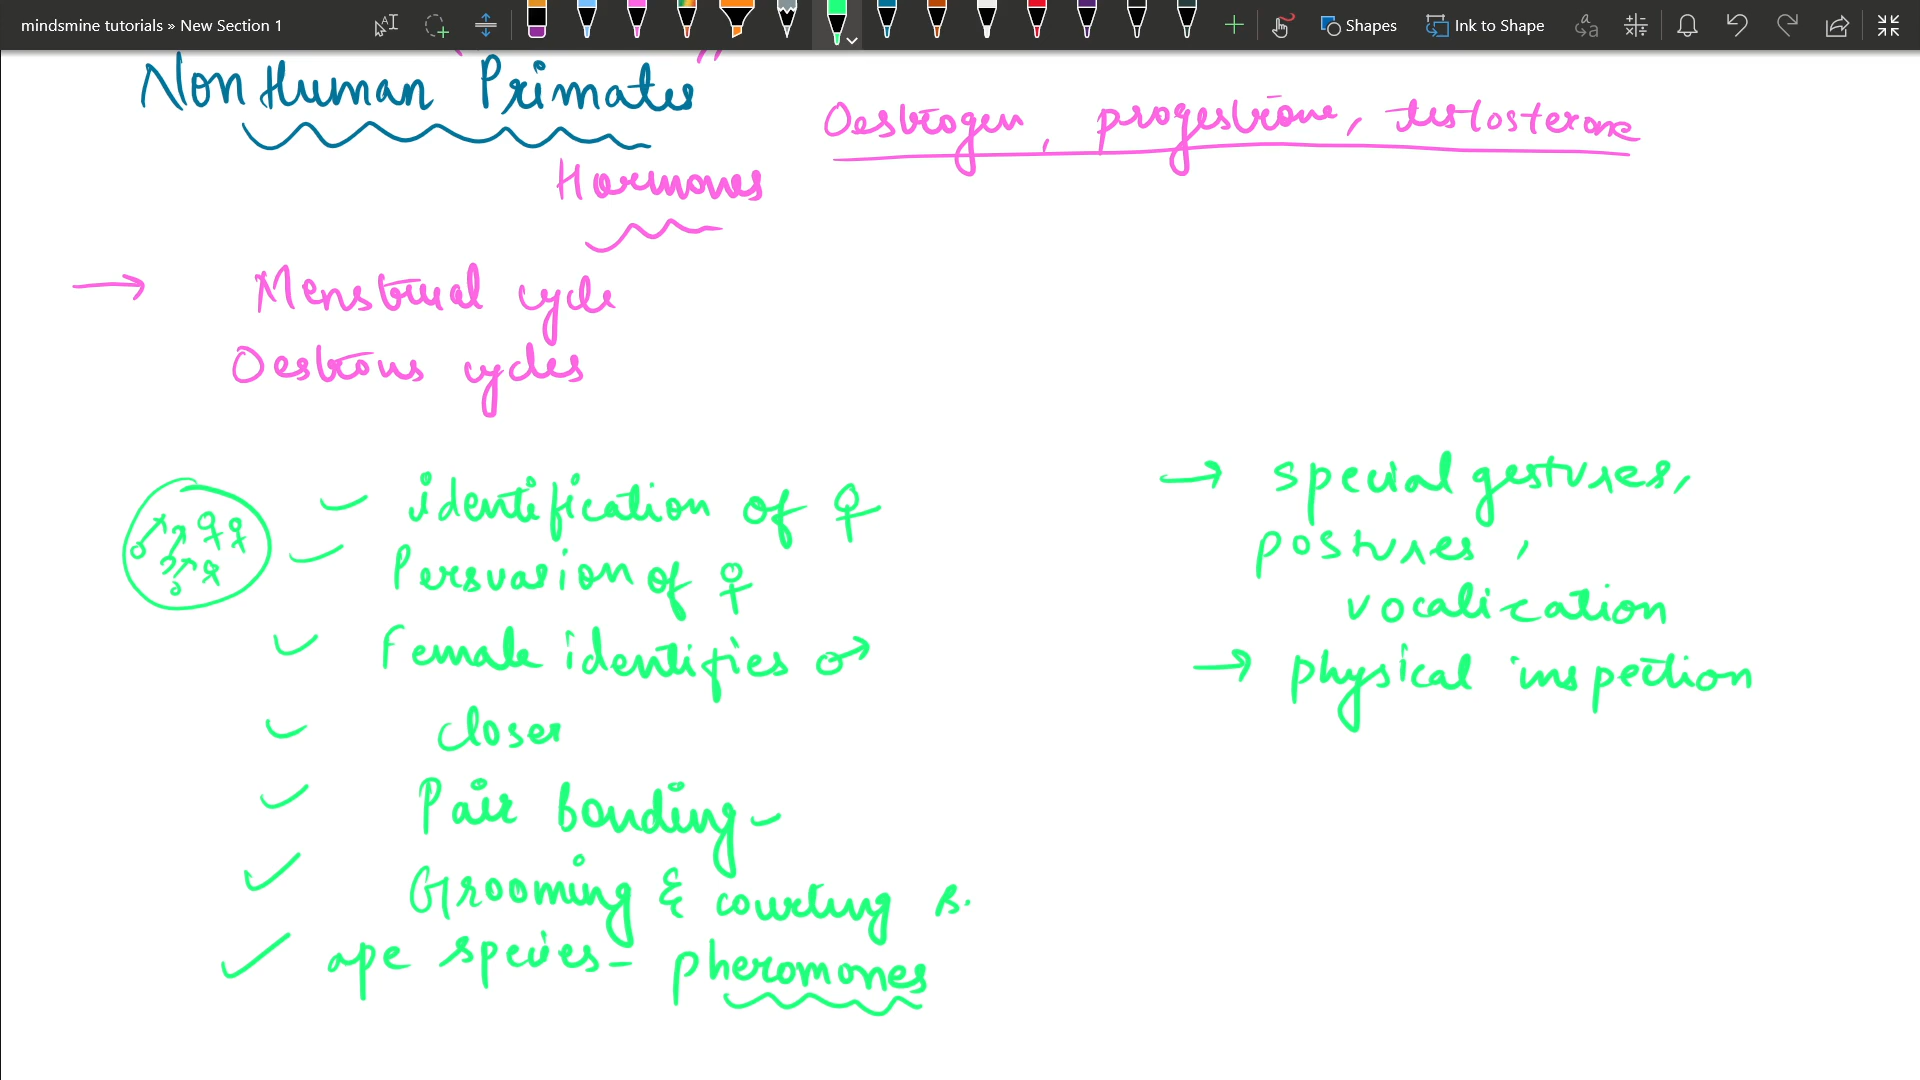 mindsmine tutorials » New Section 1
Shapes
Ink to Shape
Non Human "Primates"
Oestrogen, progestrone, testosterone
Hormones
→ Menstrual cycle
Oestrous cycles
identification of ♀
Persuasion of ♀
Female identifies ♂
closer
Pair bonding -
Grooming & courting B.
ape species - pheromones
→ special gestures,
postures,
vocalization
→ physical inspection